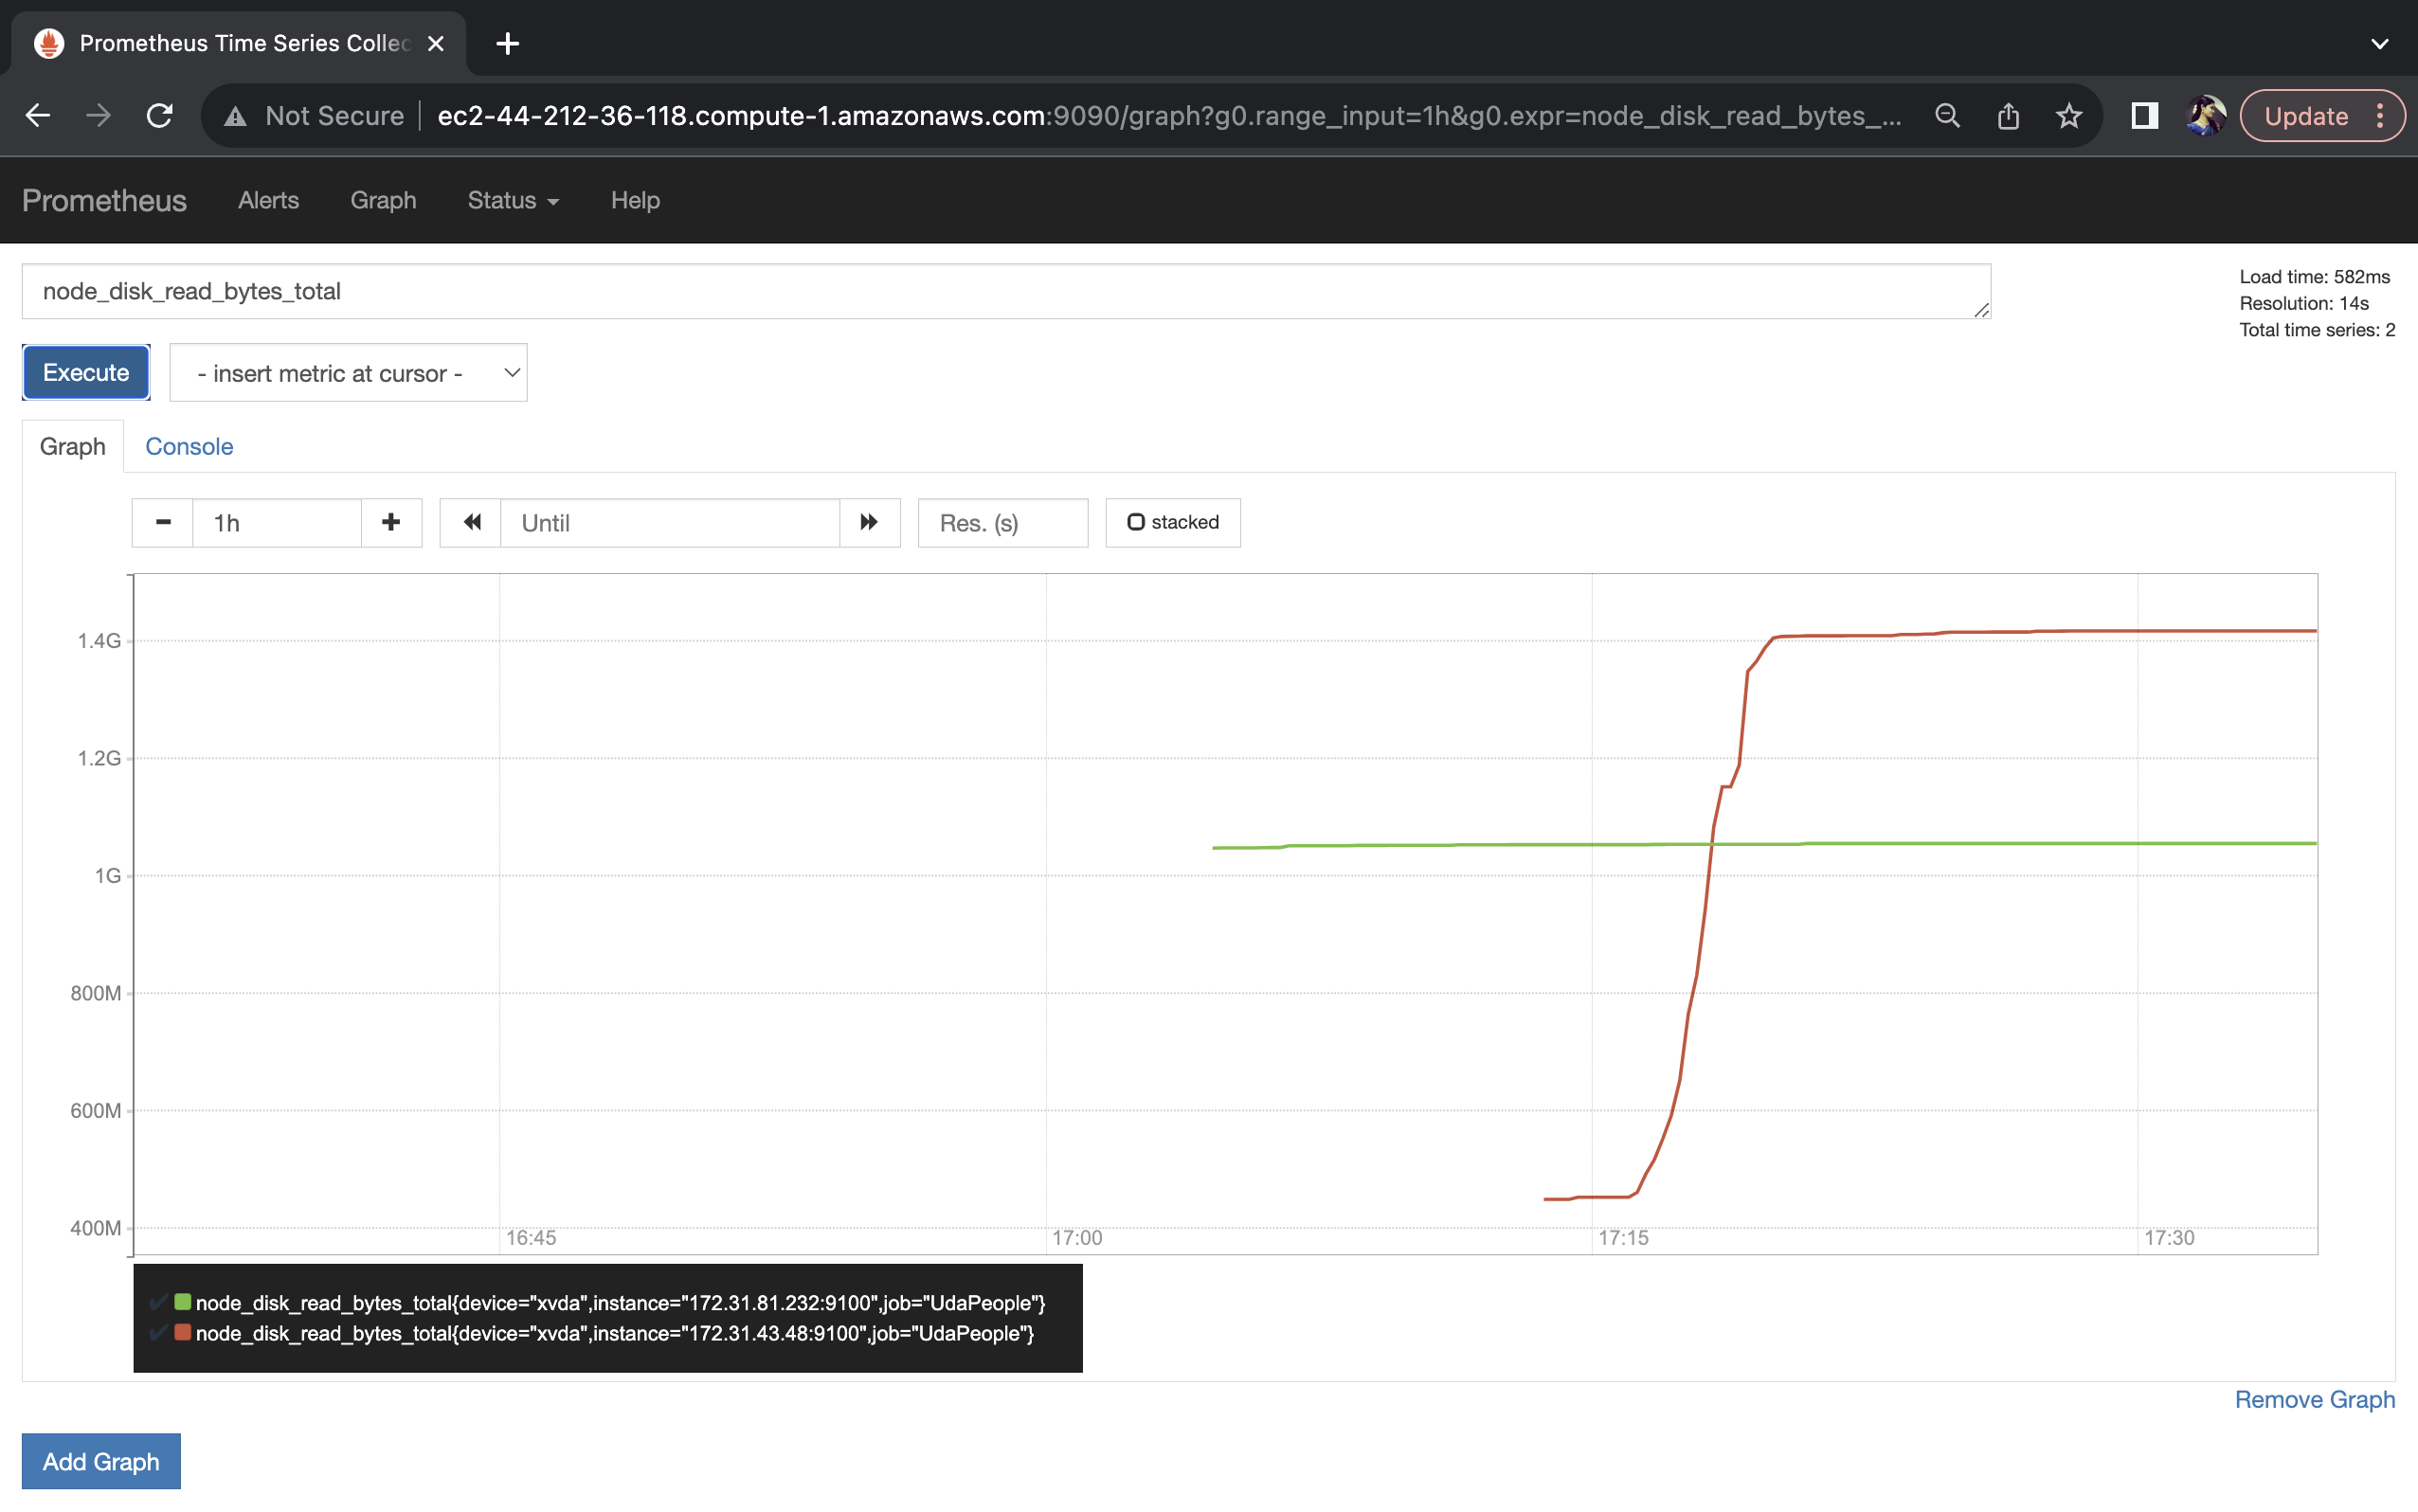 Prometheus Time Series Collec
Not Secure | ec2-44-212-36-118.compute-1.amazonaws.com:9090/graph?g0.range_input=1h&g0.expr=node_disk_read_bytes_...
Update
Prometheus Alerts Graph Status Help
node_disk_read_bytes_total
Load time: 582ms
Resolution: 14s
Total time series: 2
Execute
- insert metric at cursor -
Graph Console
1h
Until
Res. (s)
stacked
1.4G
1.2G
1G
800M
600M
400M
16:45 17:00 17:15 17:30
node_disk_read_bytes_total{device="xvda",instance="172.31.81.232:9100",job="UdaPeople"}
node_disk_read_bytes_total{device="xvda",instance="172.31.43.48:9100",job="UdaPeople"}
Remove Graph
Add Graph